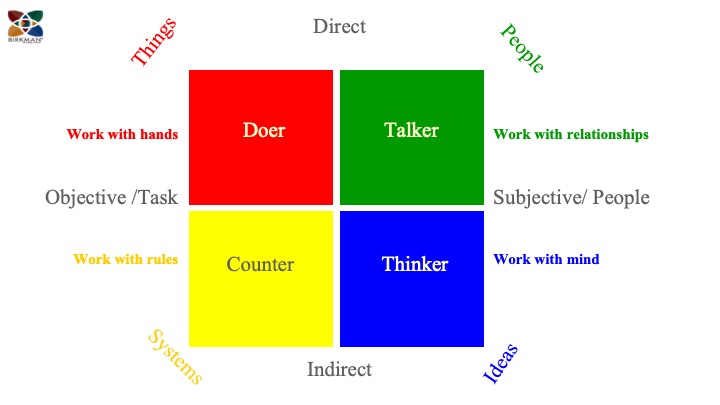 BIRKMAN
Things
Direct
People
Doer
Talker
Work with hands
Work with relationships
Objective /Task
Subjective/ People
Work with rules
Counter
Thinker
Work with mind
Systems
Indirect
Ideas